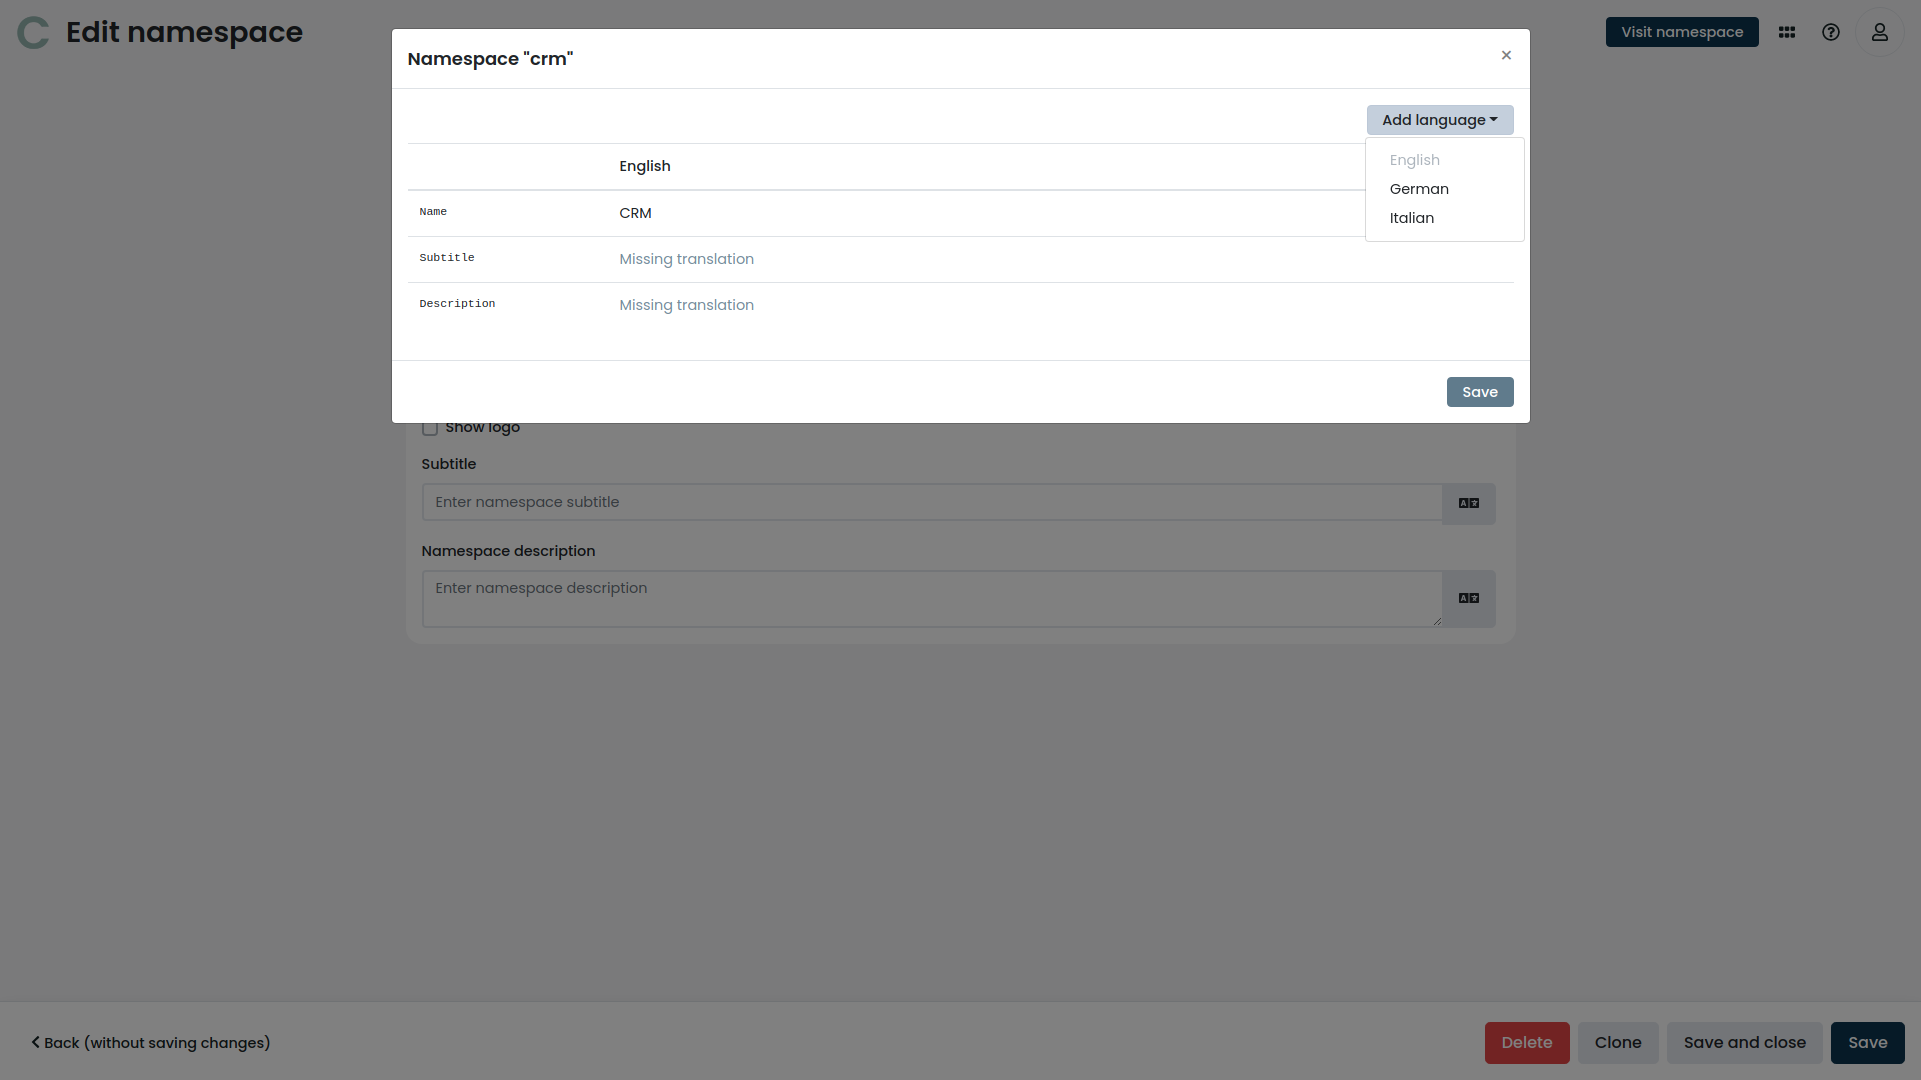 Edit namespace
Visit namespace
Namespace "crm"
×
Add language
English
German
Italian
English
Name
CRM
Subtitle
Missing translation
Description
Missing translation
Save
Show logo
Subtitle
Enter namespace subtitle
Namespace description
Enter namespace description
Back (without saving changes)
Delete
Clone
Save and close
Save